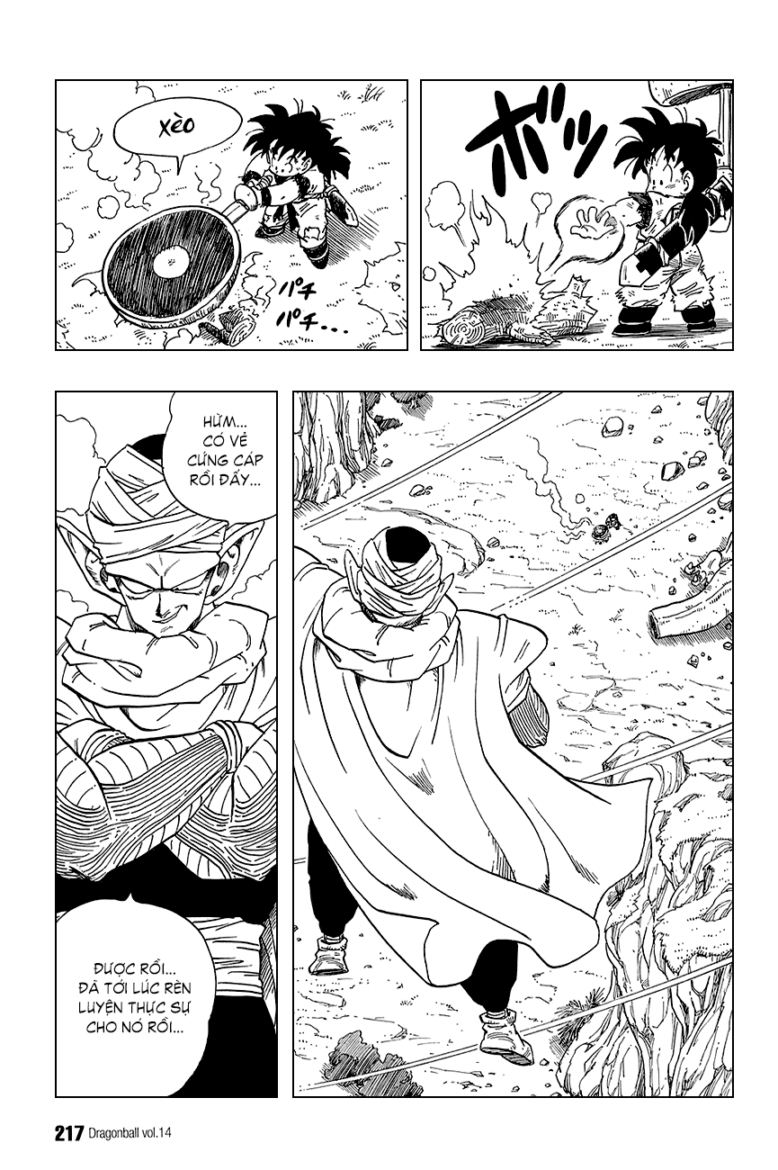 ボッ
XÈO
パチ
パチ...
HỪM...
CÓ VẺ
CỨNG CÁP
RỒI ĐẤY...
ĐƯỢC RỒI...
ĐÃ TỚI LÚC RÈN
LUYỆN THỰC SỰ
CHO NÓ RỒI...
217 Dragonball vol.14